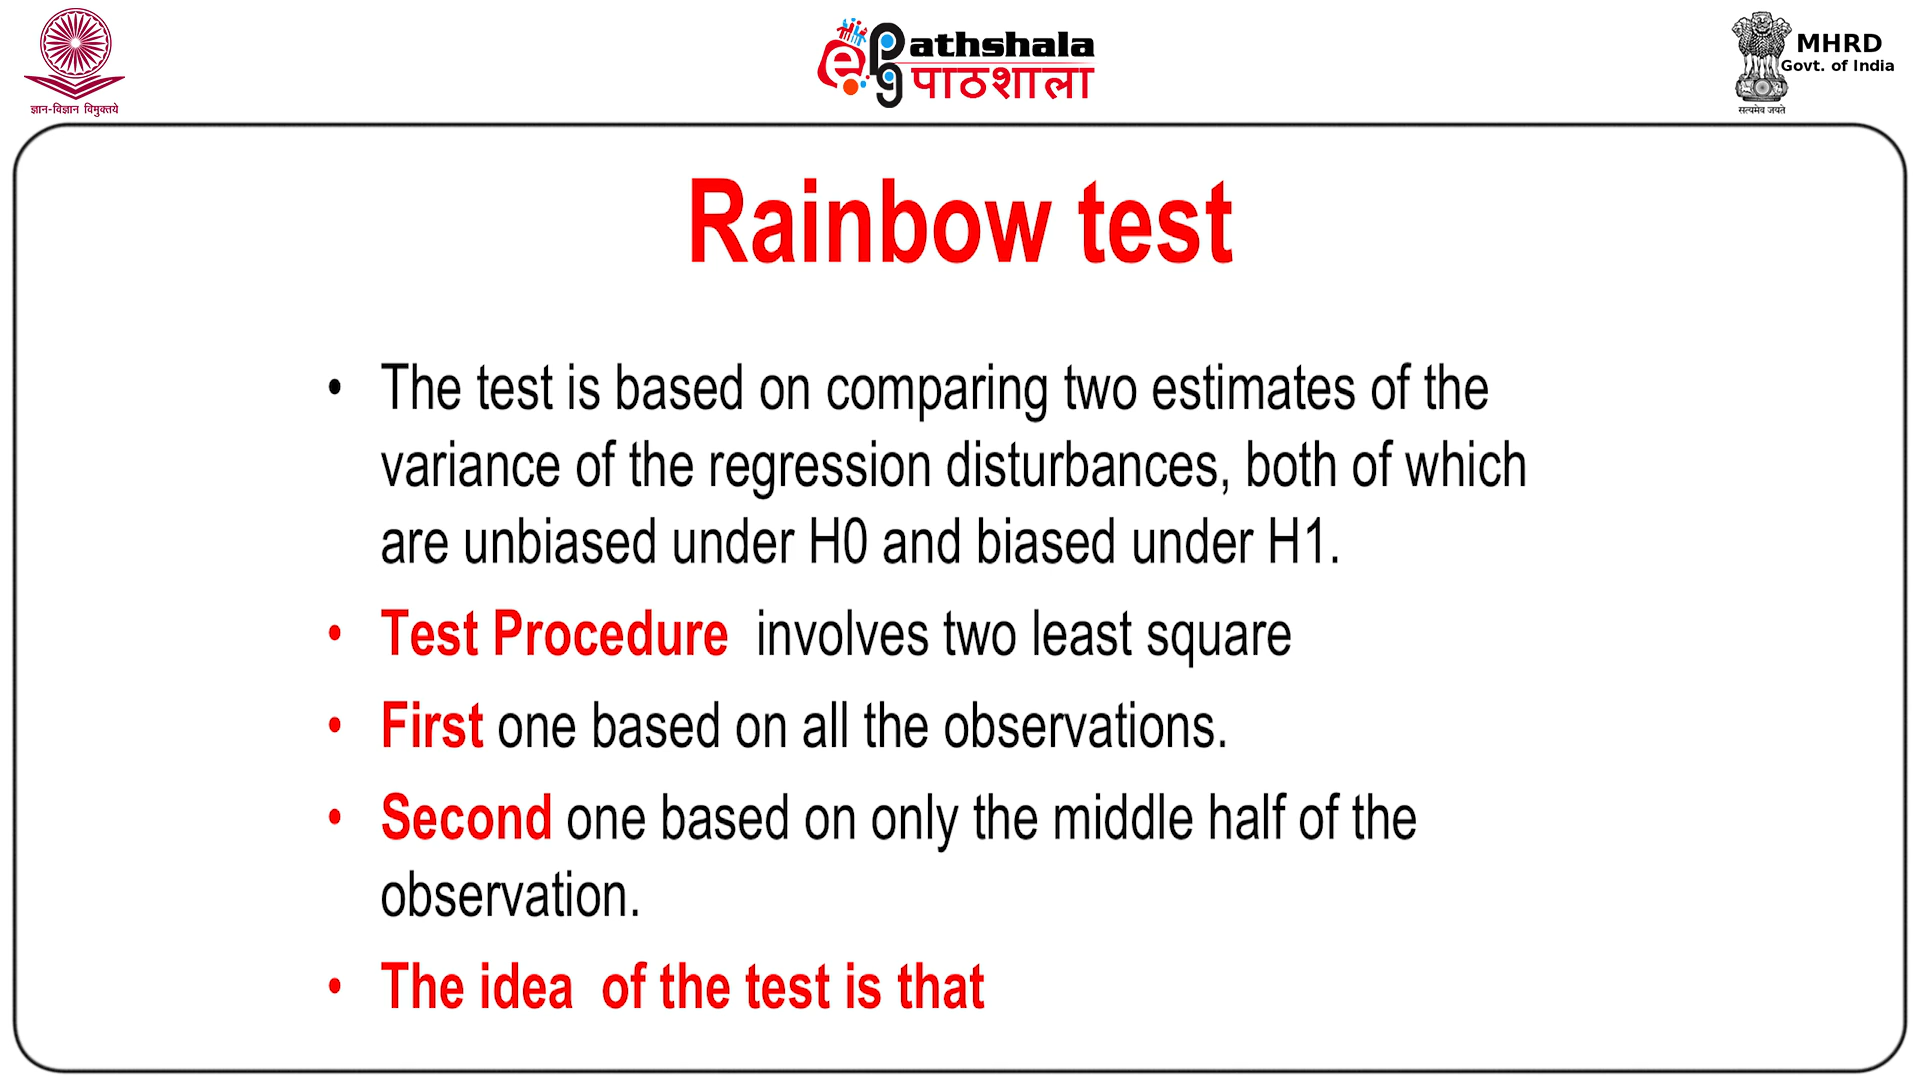 ज्ञान-विज्ञान विमुक्तये
e Pathshala
पाठशाला
MHRD
Govt. of India
सत्यमेव जयते
Rainbow test
• The test is based on comparing two estimates of the
variance of the regression disturbances, both of which
are unbiased under H0 and biased under H1.
• Test Procedure involves two least square
• First one based on all the observations.
• Second one based on only the middle half of the
observation.
• The idea of the test is that